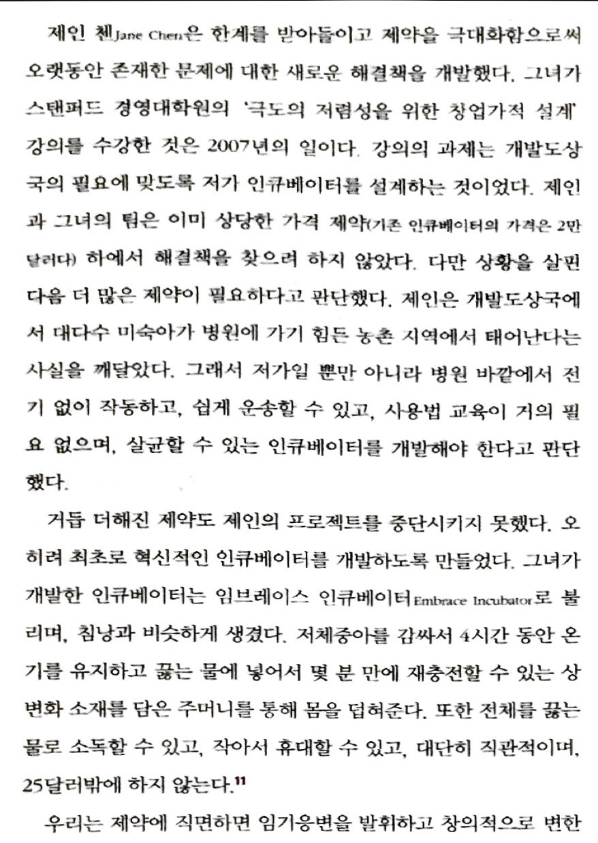 제인 첸Jane Chen은 한계를 받아들이고 제약을 극대화함으로써
오랫동안 존재한 문제에 대한 새로운 해결책을 개발했다. 그녀가
스탠퍼드 경영대학원의 ‘극도의 저렴성을 위한 창업가적 설계’
강의를 수강한 것은 2007년의 일이다. 강의의 과제는 개발도상
국의 필요에 맞도록 저가 인큐베이터를 설계하는 것이었다. 제인
과 그녀의 팀은 이미 상당한 가격 제약(기존 인큐베이터의 가격은 2만
달러다) 하에서 해결책을 찾으려 하지 않았다. 다만 상황을 살핀
다음 더 많은 제약이 필요하다고 판단했다. 제인은 개발도상국에
서 대다수 미숙아가 병원에 가기 힘든 농촌 지역에서 태어난다는
사실을 깨달았다. 그래서 저가일 뿐만 아니라 병원 바깥에서 전
기 없이 작동하고, 쉽게 운송할 수 있고, 사용법 교육이 거의 필
요 없으며, 살균할 수 있는 인큐베이터를 개발해야 한다고 판단
했다.
거듭 더해진 제약도 제인의 프로젝트를 중단시키지 못했다. 오
히려 최초로 혁신적인 인큐베이터를 개발하도록 만들었다. 그녀가
개발한 인큐베이터는 임브레이스 인큐베이터Embrace Incubator로 불
리며, 침낭과 비슷하게 생겼다. 저체중아를 감싸서 4시간 동안 온
기를 유지하고 끓는 물에 넣어서 몇 분 만에 재충전할 수 있는 상
변화 소재를 담은 주머니를 통해 몸을 덥혀준다. 또한 전체를 끓는
물로 소독할 수 있고, 작아서 휴대할 수 있고, 대단히 직관적이며,
25달러밖에 하지 않는다.11
우리는 제약에 직면하면 임기응변을 발휘하고 창의적으로 변한